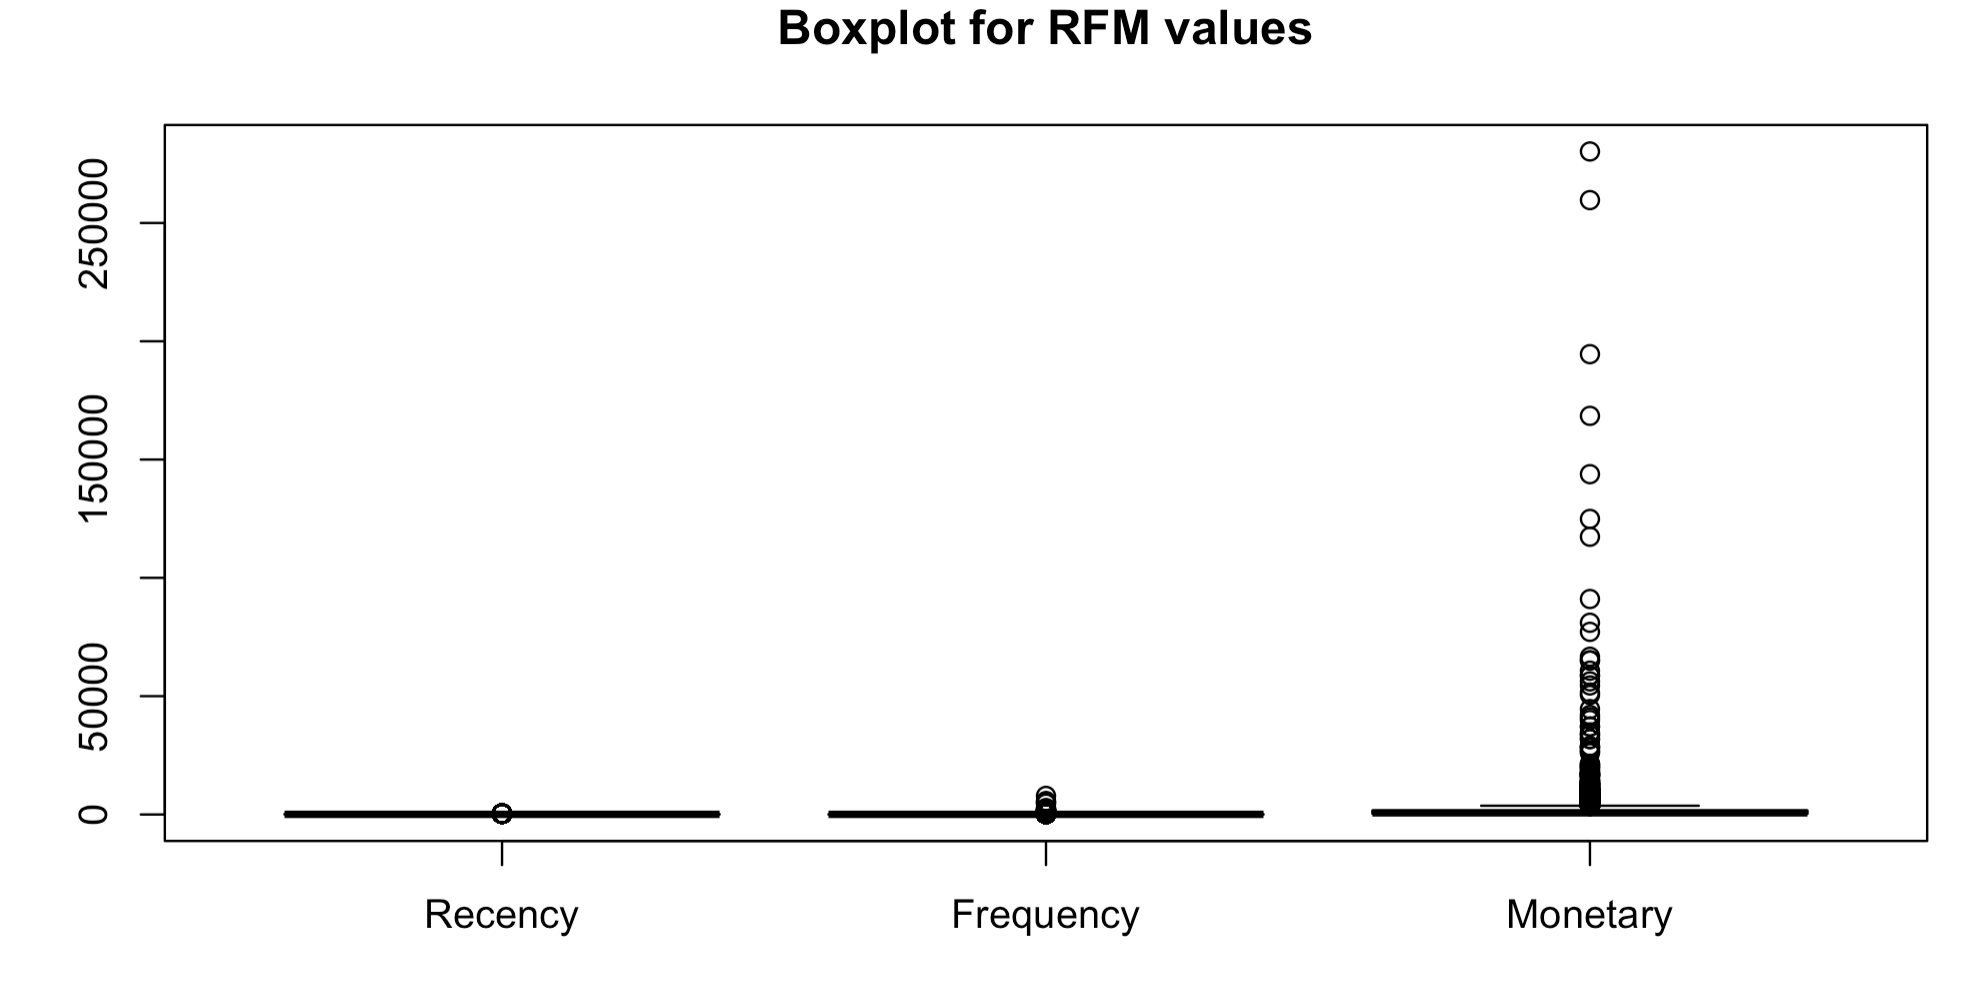 Boxplot for RFM values
250000
150000
50000
0
Recency Frequency Monetary